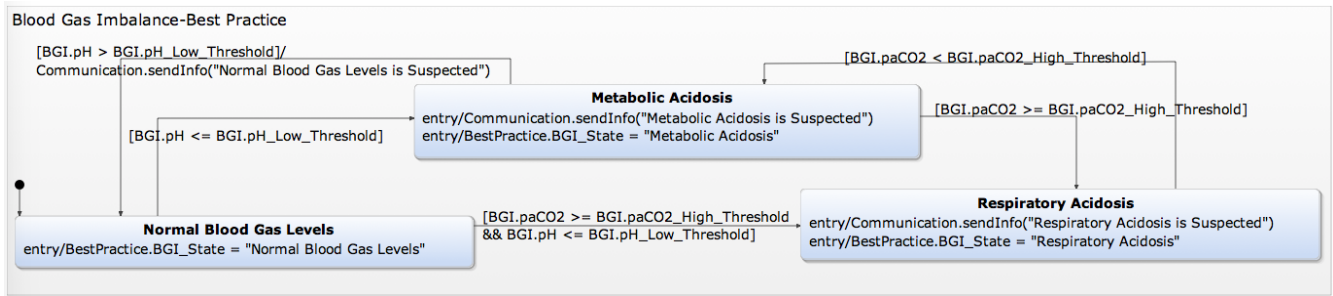 Blood Gas Imbalance-Best Practice
[BGI.pH > BGI.pH_Low_Threshold]/
Communication.sendInfo("Normal Blood Gas Levels is Suspected")
[BGI.paCO2 < BGI.paCO2_High_Threshold]
Metabolic Acidosis
entry/Communication.sendInfo("Metabolic Acidosis is Suspected")
entry/BestPractice.BGI_State = "Metabolic Acidosis"
[BGI.paCO2 >= BGI.paCO2_High_Threshold]
[BGI.pH <= BGI.pH_Low_Threshold]
Normal Blood Gas Levels
entry/BestPractice.BGI_State = "Normal Blood Gas Levels"
[BGI.paCO2 >= BGI.paCO2_High_Threshold
&& BGI.pH <= BGI.pH_Low_Threshold]
Respiratory Acidosis
entry/Communication.sendInfo("Respiratory Acidosis is Suspected")
entry/BestPractice.BGI_State = "Respiratory Acidosis"